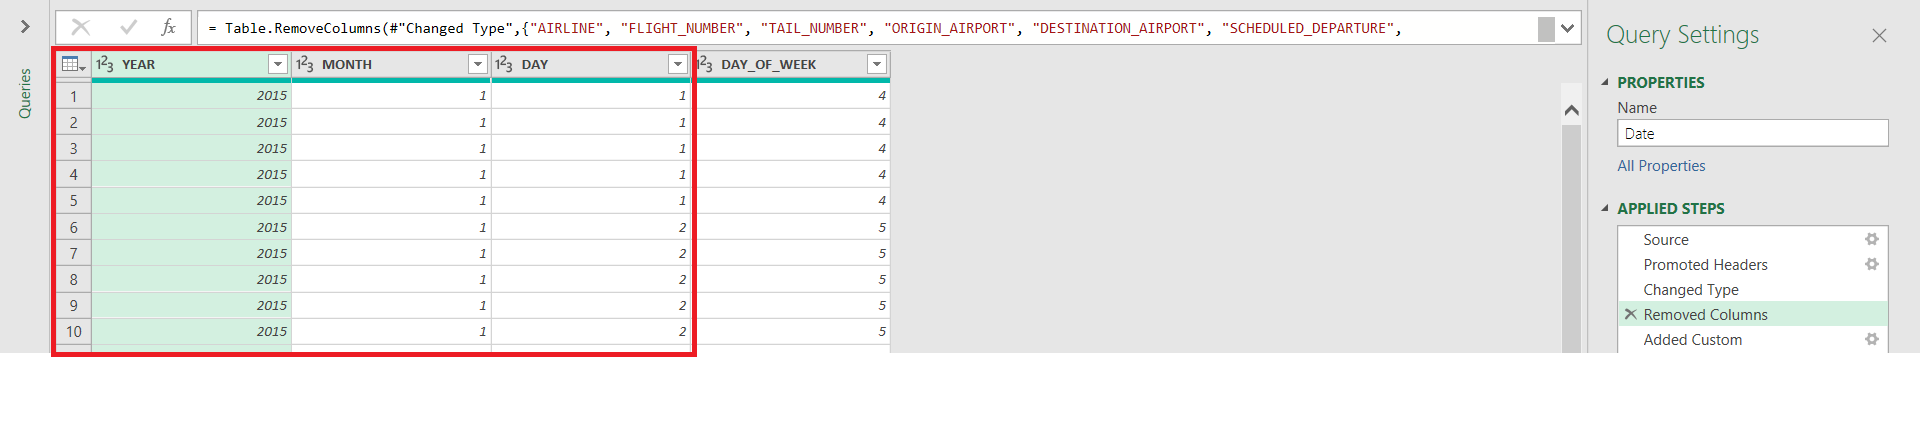 Queries
fx
= Table.RemoveColumns(#"Changed Type",{"AIRLINE", "FLIGHT_NUMBER", "TAIL_NUMBER", "ORIGIN_AIRPORT", "DESTINATION_AIRPORT", "SCHEDULED_DEPARTURE",
123 YEAR 123 MONTH 123 DAY 123 DAY_OF_WEEK
1 2015 1 1 4
2 2015 1 1 4
3 2015 1 1 4
4 2015 1 1 4
5 2015 1 1 4
6 2015 1 2 5
7 2015 1 2 5
8 2015 1 2 5
9 2015 1 2 5
10 2015 1 2 5
Query Settings
PROPERTIES
Name
Date
All Properties
APPLIED STEPS
Source
Promoted Headers
Changed Type
Removed Columns
Added Custom